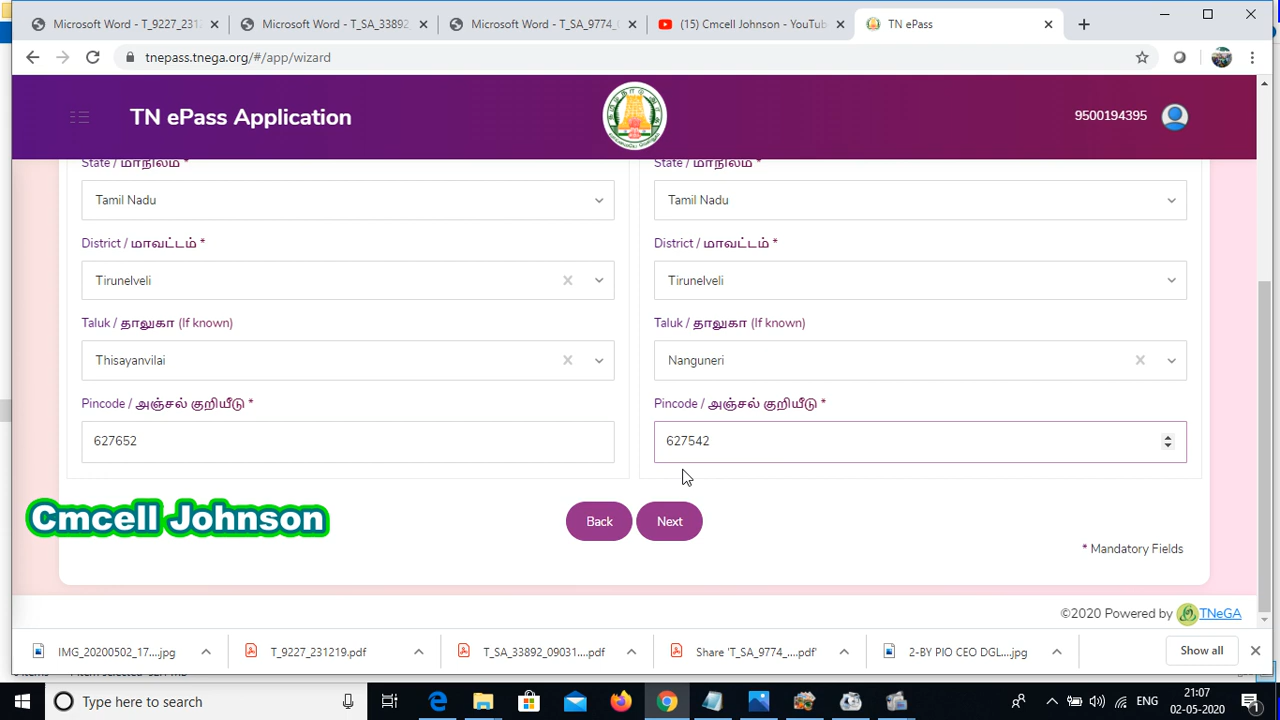 Microsoft Word - T_9227_2312
Microsoft Word - T_SA_33892_
Microsoft Word - T_SA_9774_
(15) Cmcell Johnson - YouTub
TN ePass
tnepass.tnega.org/#/app/wizard
TN ePass Application
9500194395
State / மாநிலம் *
State / மாநிலம் *
Tamil Nadu
Tamil Nadu
District / மாவட்டம் *
District / மாவட்டம் *
Tirunelveli
Tirunelveli
Taluk / தாலுகா (If known)
Taluk / தாலுகா (If known)
Thisayanvilai
Nanguneri
Pincode / அஞ்சல் குறியீடு *
Pincode / அஞ்சல் குறியீடு *
627652
627542
Cmcell Johnson
Back
Next
* Mandatory Fields
©2020 Powered by TNeGA
IMG_20200502_17....jpg
T_9227_231219.pdf
T_SA_33892_09031....pdf
Share 'T_SA_9774_....pdf'
2-BY PIO CEO DGL....jpg
Show all
Type here to search
ENG
21:07
02-05-2020